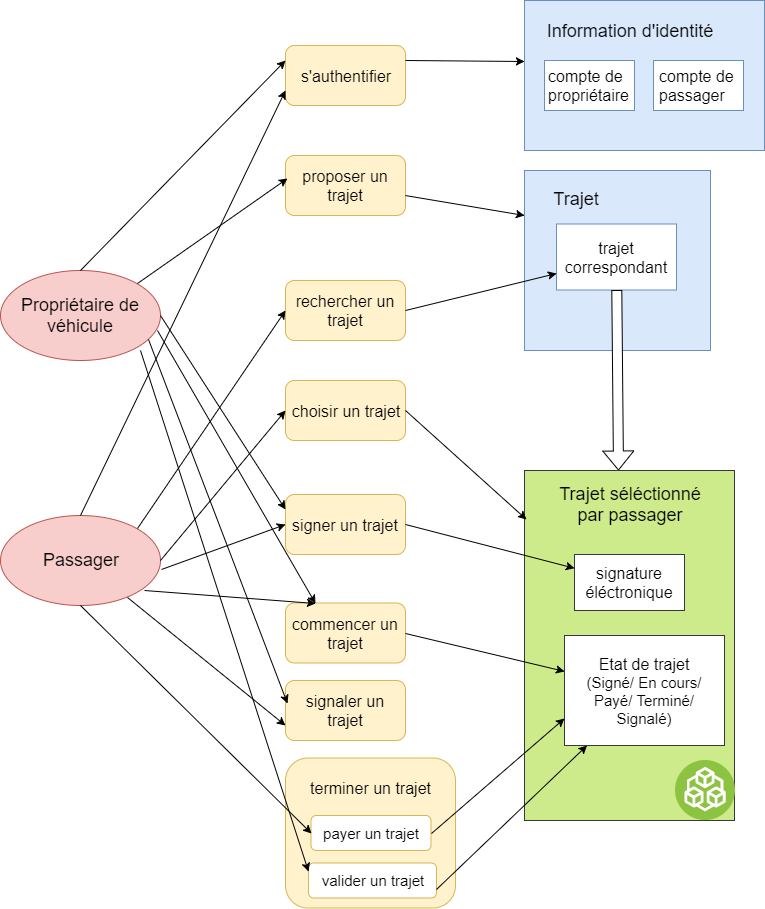 Information d'identité
compte de
propriétaire
compte de
passager
s'authentifier
proposer un
trajet
Trajet
trajet
correspondant
rechercher un
trajet
Propriétaire de
véhicule
choisir un trajet
Trajet séléctionné
par passager
signer un trajet
signature
éléctronique
Passager
commencer un
trajet
Etat de trajet
(Signé/ En cours/
Payé/ Terminé/
Signalé)
signaler un
trajet
terminer un trajet
payer un trajet
valider un trajet